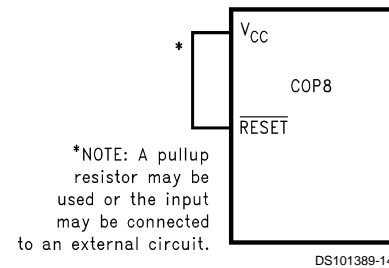 *
V_CC
COP8
RESET
*NOTE: A pullup
resistor may be
used or the input
may be connected
to an external circuit.
DS101389-14